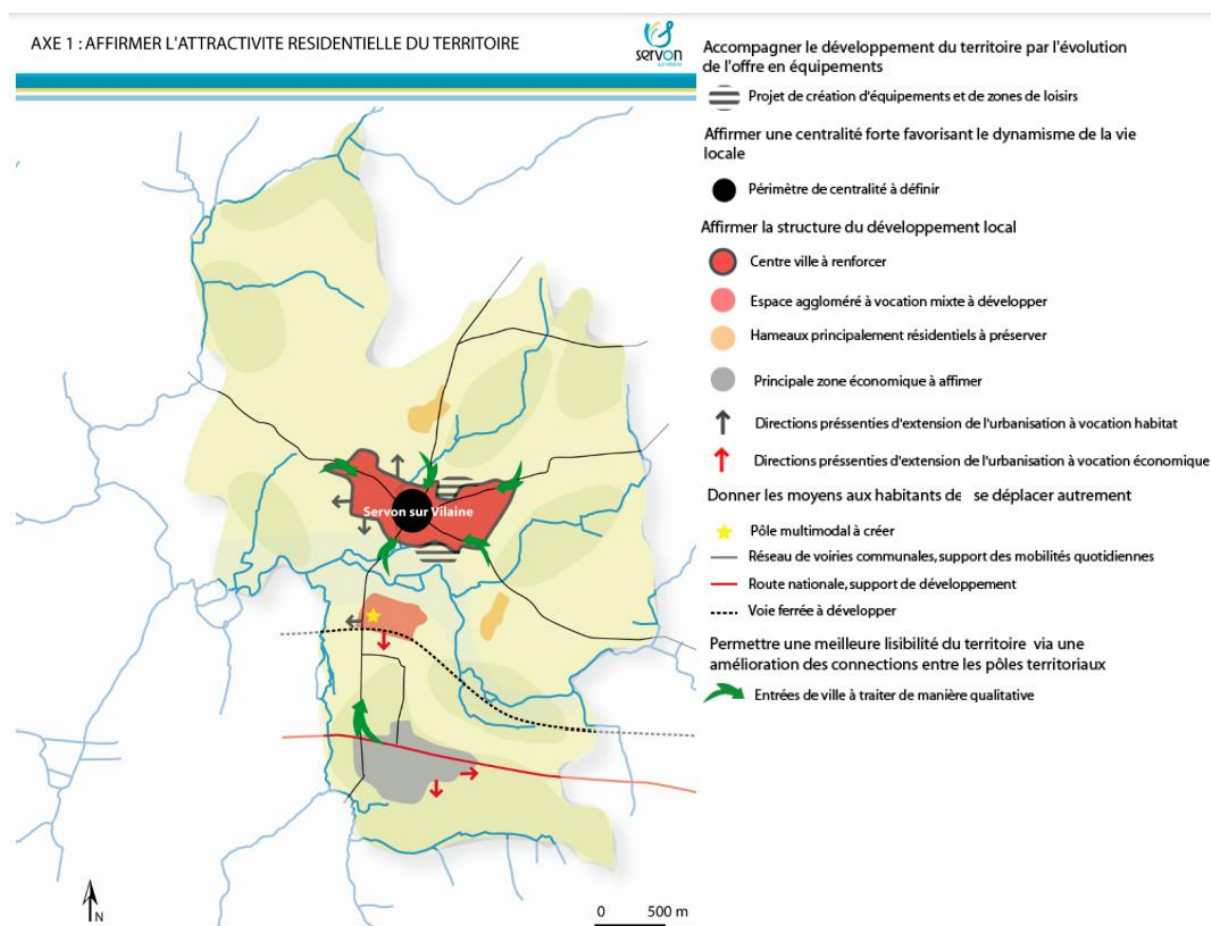 AXE 1 : AFFIRMER L'ATTRACTIVITE RESIDENTIELLE DU TERRITOIRE
servon
sur-vilaine
Servon sur Vilaine
N
0 500 m
Accompagner le développement du territoire par l'évolution
de l'offre en équipements
Projet de création d'équipements et de zones de loisirs
Affirmer une centralité forte favorisant le dynamisme de la vie
locale
Périmètre de centralité à définir
Affirmer la structure du développement local
Centre ville à renforcer
Espace aggloméré à vocation mixte à développer
Hameaux principalement résidentiels à préserver
Principale zone économique à affimer
Directions préssenties d'extension de l'urbanisation à vocation habitat
Directions préssenties d'extension de l'urbanisation à vocation économique
Donner les moyens aux habitants de se déplacer autrement
Pôle multimodal à créer
Réseau de voiries communales, support des mobilités quotidiennes
Route nationale, support de développement
Voie ferrée à développer
Permettre une meilleure lisibilité du territoire via une
amélioration des connections entre les pôles territoriaux
Entrées de ville à traiter de manière qualitative